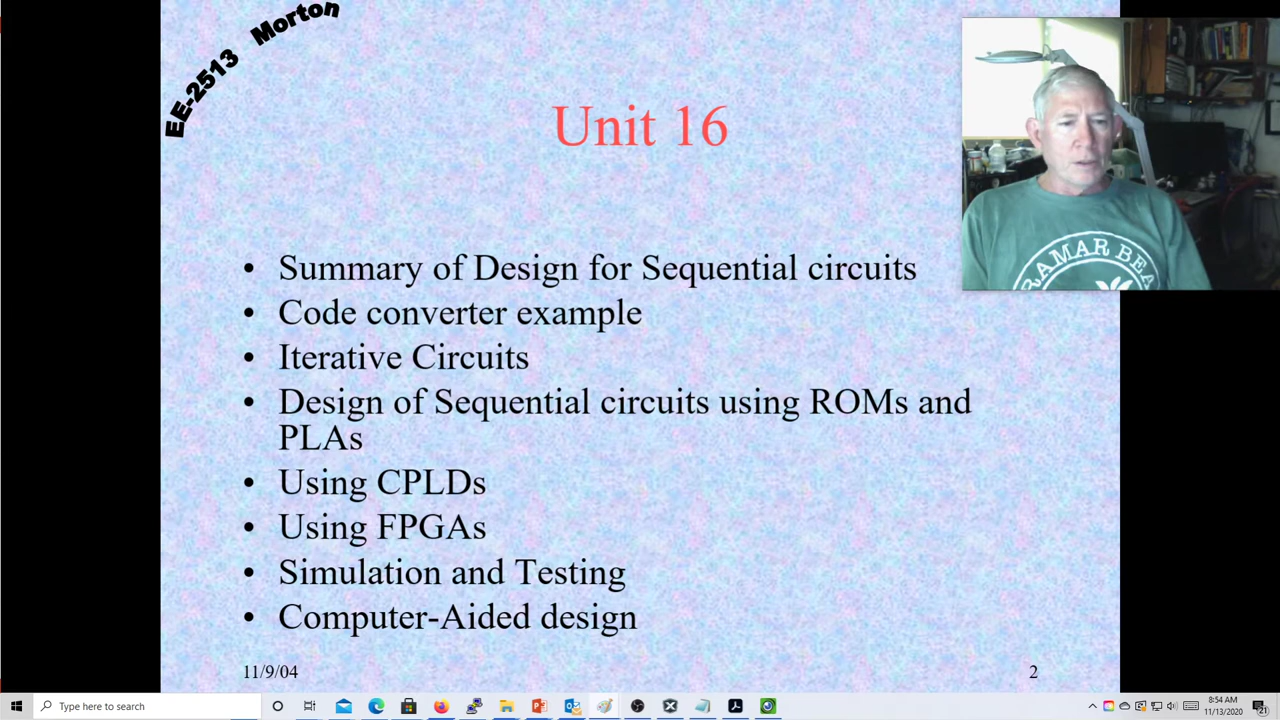 EE-2513 Morton
Unit 16
• Summary of Design for Sequential circuits
• Code converter example
• Iterative Circuits
• Design of Sequential circuits using ROMs and
PLAs
• Using CPLDs
• Using FPGAs
• Simulation and Testing
• Computer-Aided design
11/9/04
2
Type here to search
8:54 AM
11/13/2020
21